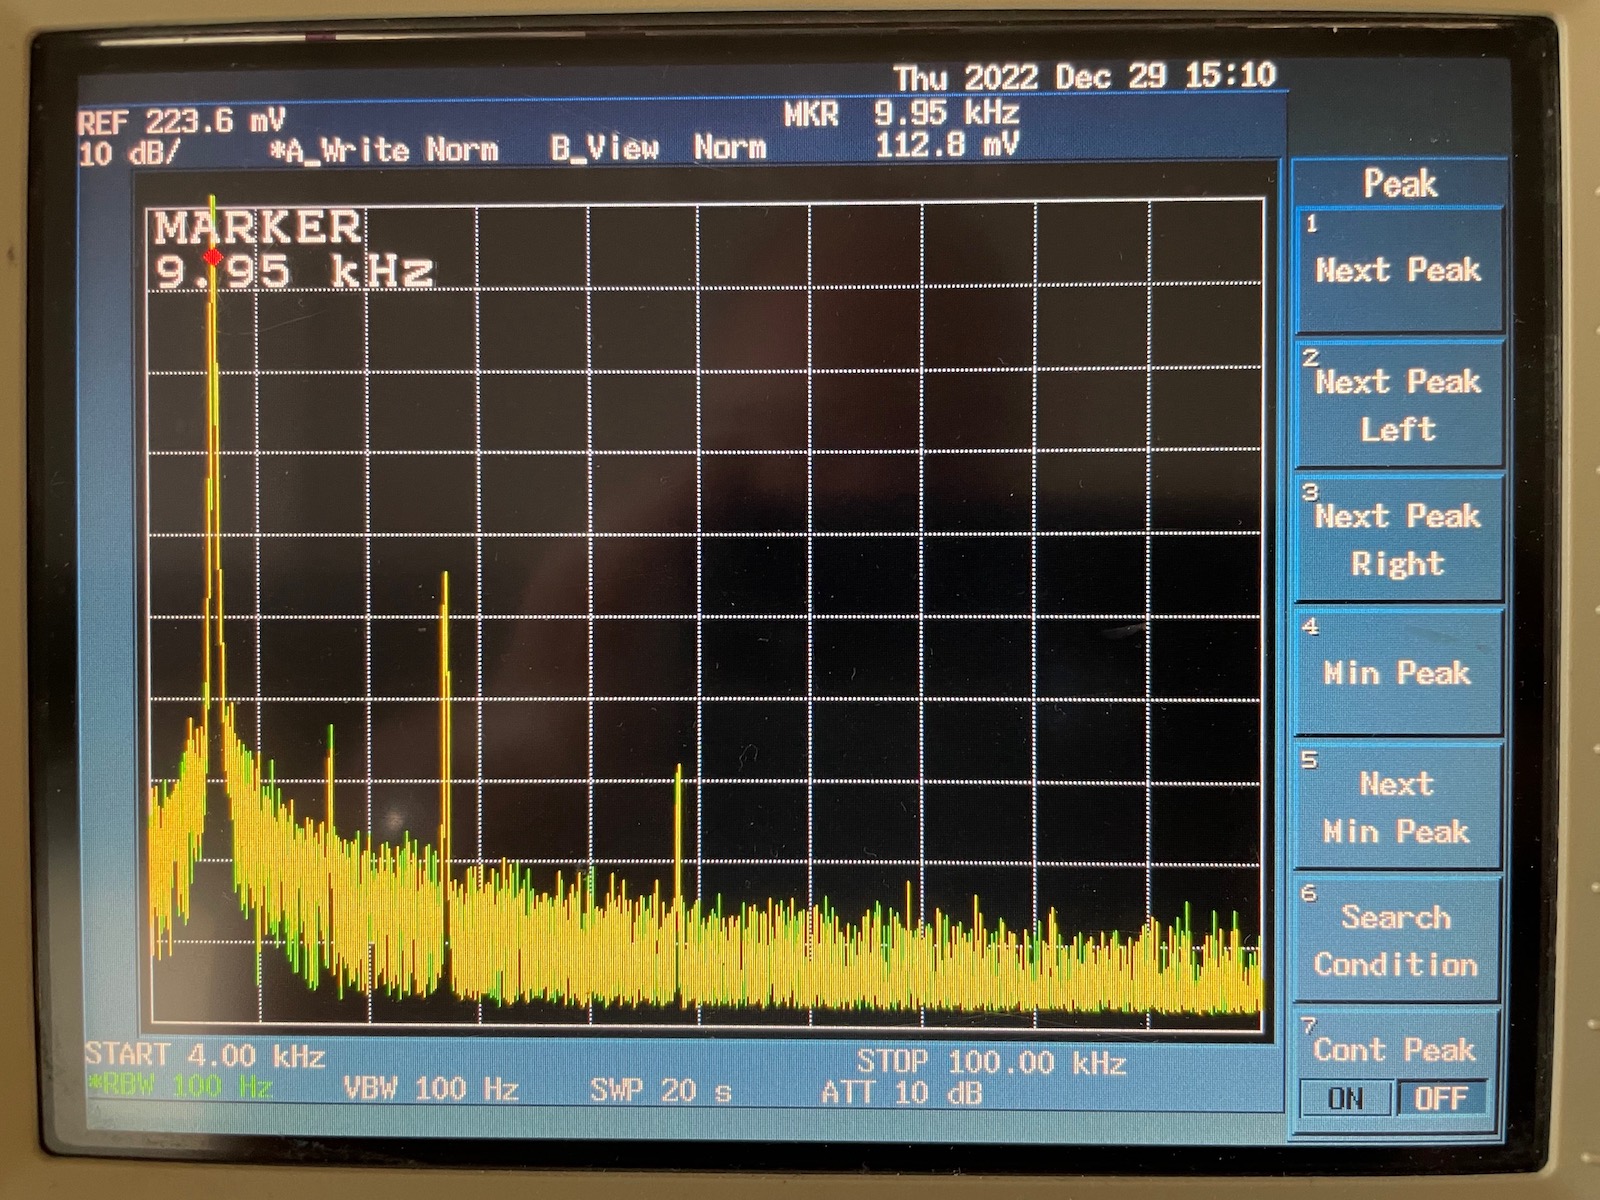 Thu 2022 Dec 29 15:10
REF 223.6 mV
MKR 9.95 kHz
10 dB/ *A_Write Norm B_View Norm 112.8 mV
MARKER
9.95 kHz
START 4.00 kHz STOP 100.00 kHz
*RBW 100 Hz VBW 100 Hz SWP 20 s ATT 10 dB
Peak
1
Next Peak
2
Next Peak
Left
3
Next Peak
Right
4
Min Peak
5
Next
Min Peak
6
Search
Condition
7
Cont Peak
ON OFF